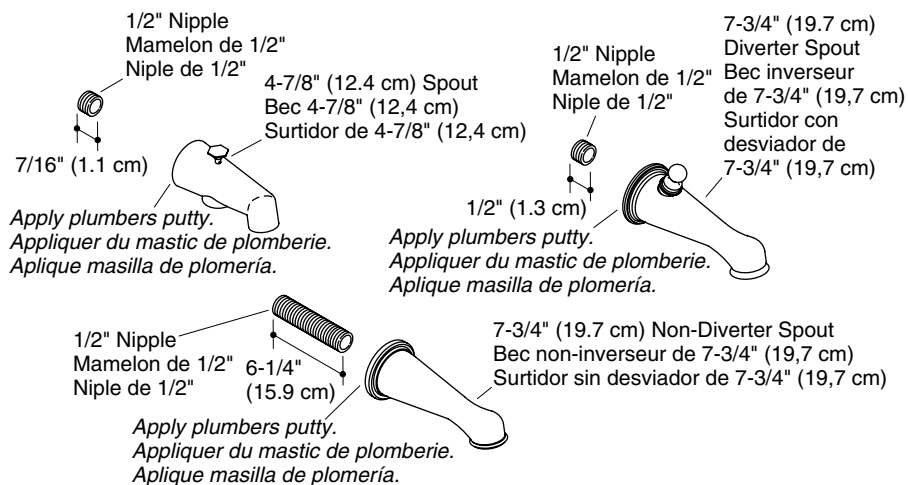 1/2" Nipple
Mamelon de 1/2"
Niple de 1/2"
4-7/8" (12.4 cm) Spout
Bec 4-7/8" (12,4 cm)
Surtidor de 4-7/8" (12,4 cm)
7/16" (1.1 cm)
Apply plumbers putty.
Appliquer du mastic de plomberie.
Aplique masilla de plomería.
1/2" Nipple
Mamelon de 1/2"
Niple de 1/2"
7-3/4" (19.7 cm)
Diverter Spout
Bec inverseur
de 7-3/4" (19,7 cm)
Surtidor con
desviador de
7-3/4" (19,7 cm)
1/2" (1.3 cm)
Apply plumbers putty.
Appliquer du mastic de plomberie.
Aplique masilla de plomería.
1/2" Nipple
Mamelon de 1/2"
Niple de 1/2"
6-1/4"
(15.9 cm)
7-3/4" (19.7 cm) Non-Diverter Spout
Bec non-inverseur de 7-3/4" (19,7 cm)
Surtidor sin desviador de 7-3/4" (19,7 cm)
Apply plumbers putty.
Appliquer du mastic de plomberie.
Aplique masilla de plomería.